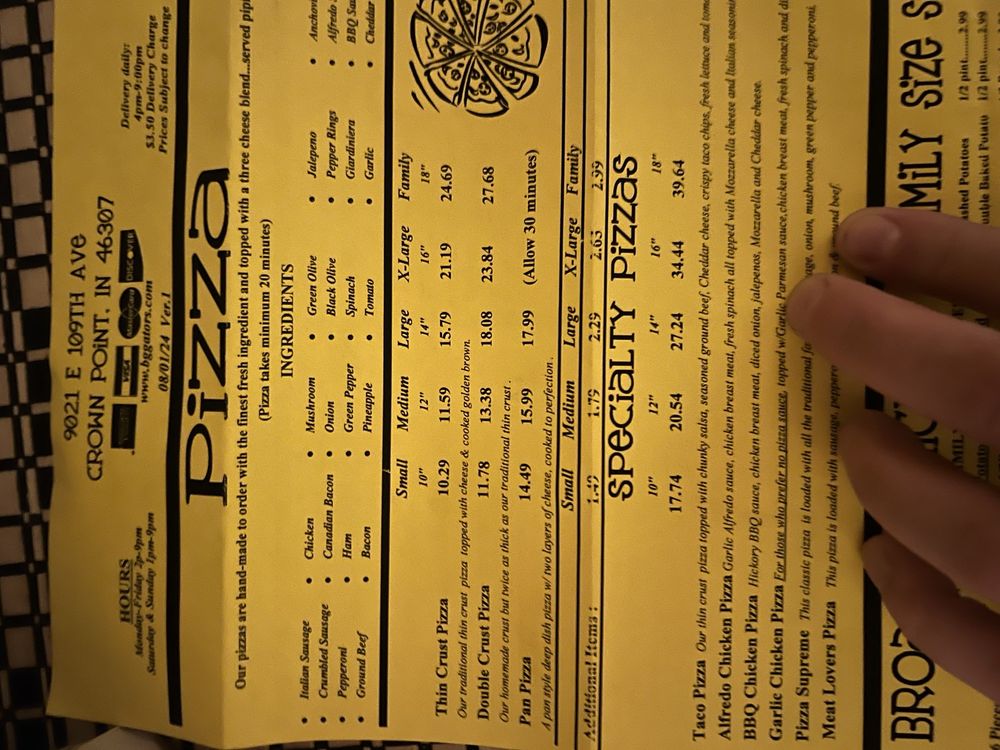 9021 E 109TH AVE
CROWN POINT, IN 46307
HOURS
Monday-Friday 2p-9pm
Saturday & Sunday 1pm-9pm
VISA MasterCard DISCOVER
www.bggators.com
08/01/24 Ver.1
Delivery daily:
4pm-9:00pm
$3.50 Delivery Charge
Prices Subject to change
Pizza
Our pizzas are hand-made to order with the finest fresh ingredient and topped with a three cheese blend...served
(Pizza takes minimum 20 minutes)
INGREDIENTS
• Italian Sausage • Chicken • Mushroom • Green Olive • Jalepeno •
• Crumbled Sausage • Canadian Bacon • Onion • Black Olive • Pepper Rings • Alfredo
• Pepperoni • Ham • Green Pepper • Spinach • Giardiniera • BBQ
• Ground Beef • Bacon • Pineapple • Tomato • Garlic • Cheddar
Small Medium Large X-Large Family
10" 12" 14" 16" 18"
Thin Crust Pizza 10.29 11.59 15.79 21.19 24.69
Our traditional thin crust pizza topped with cheese & cooked golden brown.
Double Crust Pizza 11.78 13.38 18.08 23.84 27.68
Our homemade crust but twice as thick as our traditional thin crust .
Pan Pizza 14.49 15.99 17.99 (Allow 30 minutes)
A pan style deep dish pizza w/ two layers of cheese, cooked to perfection .
Small Medium Large X-Large Family
Additional Items: 1.79 2.29 2.99
Specialty Pizzas
10" 12" 14" 16" 18"
17.74 20.54 27.24 34.44 39.64
Taco Pizza Our thin crust pizza topped with chunky salsa, seasoned ground beef, Cheddar cheese, crispy taco chips, fresh lettuce and
Alfredo Chicken Pizza Garlic Alfredo sauce, chicken breast meat, fresh spinach all topped with Mozzarella cheese and Italian
BBQ Chicken Pizza Hickory BBQ sauce, chicken breast meat, diced onion, jalepenos, Mozzarella and Cheddar cheese.
Garlic Chicken Pizza For those who prefer no pizza sauce, topped w/Garlic Parmesan sauce, chicken breast meat, fresh spinach and
Pizza Supreme This classic pizza is loaded with all the traditional onion, mushroom, green pepper and pepperoni.
Meat Lovers Pizza This pizza is loaded with sausage, ground beef.
Size
1/2 pint 2.99
1/2 pint 2.99
Baked Potato